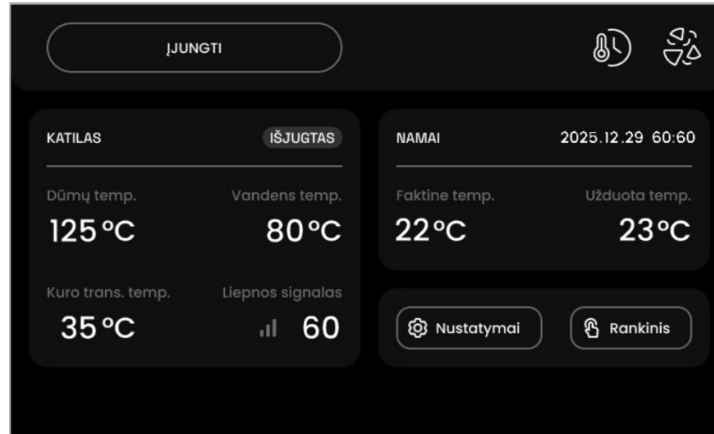 ĮJUNGTI
KATILAS IŠJUGTAS
Dūmų temp. Vandens temp.
125 °C 80 °C
Kuro trans. temp. Liepnos signalas
35 °C 60
NAMAI 2025.12.29 60:60
Faktine temp. Užduota temp.
22°C 23°C
Nustatymai Rankinis